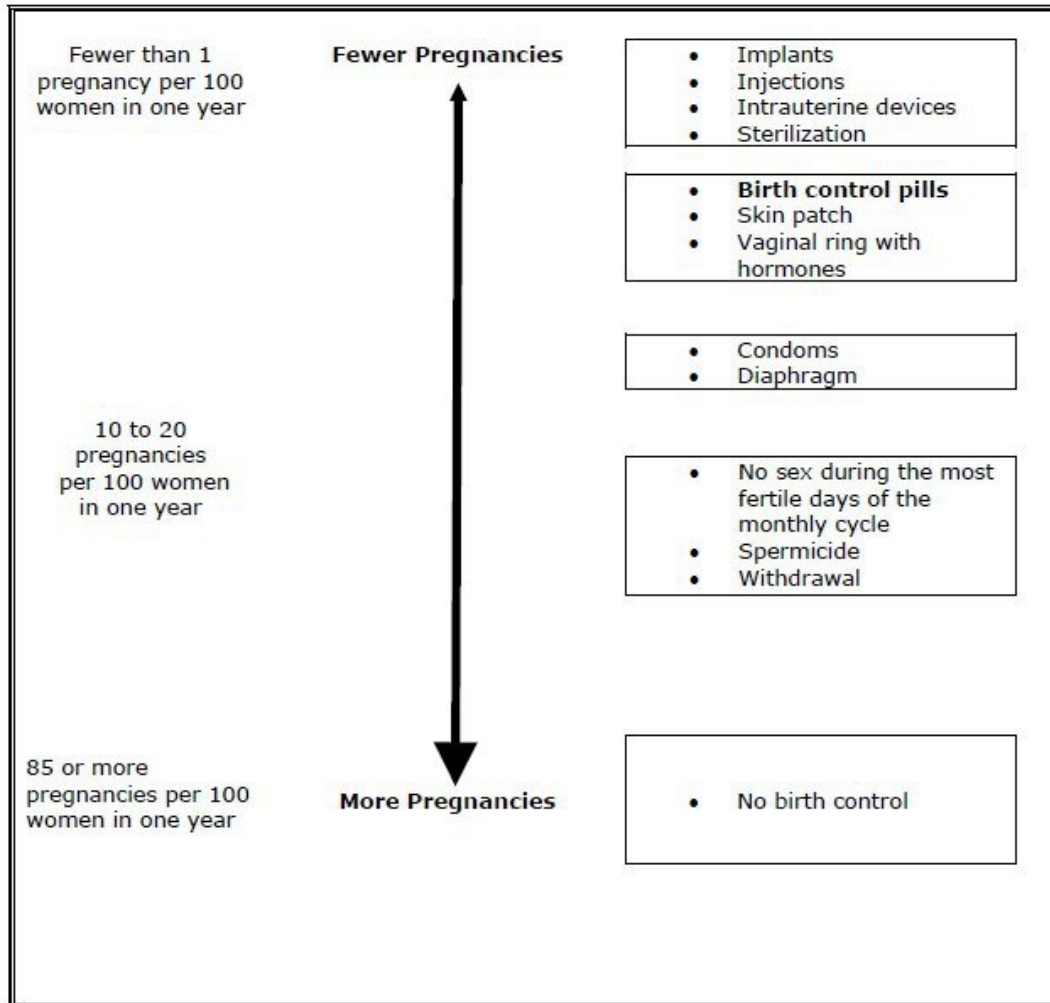 Fewer than 1
pregnancy per 100
women in one year
Fewer Pregnancies
• Implants
• Injections
• Intrauterine devices
• Sterilization
• Birth control pills
• Skin patch
• Vaginal ring with
hormones
• Condoms
• Diaphragm
10 to 20
pregnancies
per 100 women
in one year
• No sex during the most
fertile days of the
monthly cycle
• Spermicide
• Withdrawal
85 or more
pregnancies per 100
women in one year
More Pregnancies
• No birth control